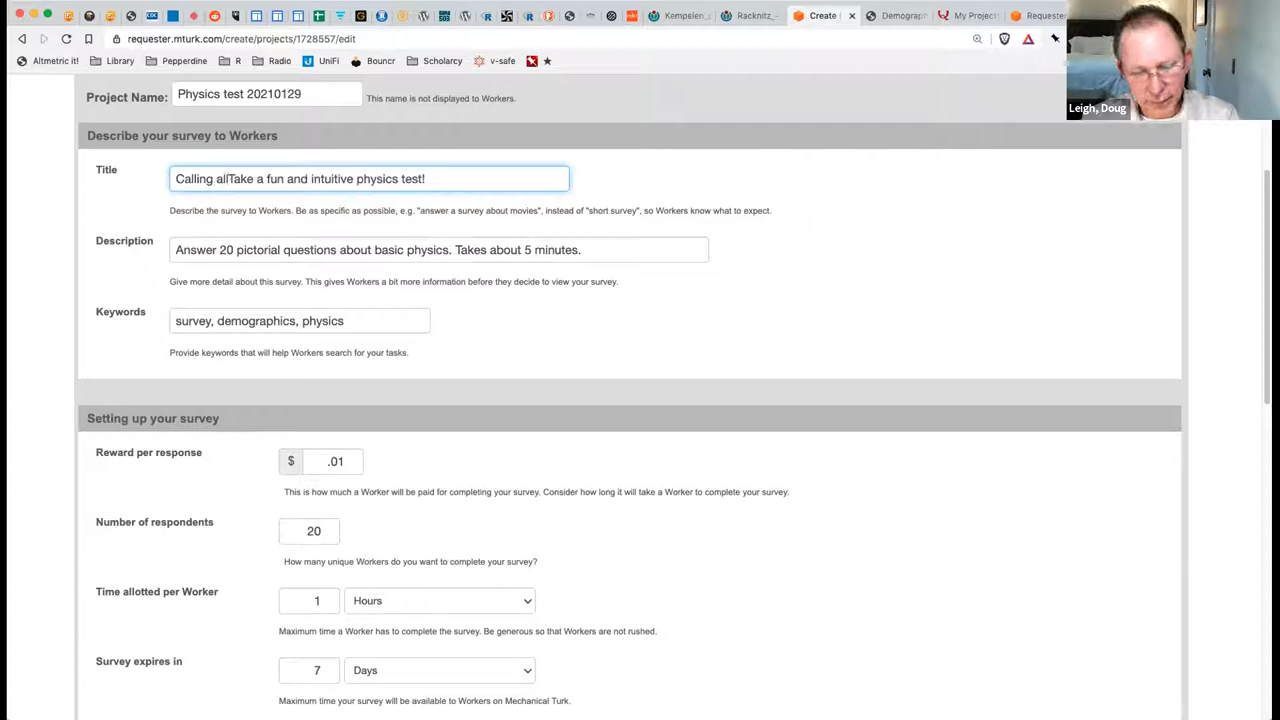 Kempelen_
Racknitz_
Create
Demograph
My Project
Requester
requester.mturk.com/create/projects/1728557/edit
Altmetric it!
Library
Pepperdine
R
Radio
UniFi
Bouncr
Scholarcy
v-safe
Leigh, Doug
Project Name: Physics test 20210129 This name is not displayed to Workers.
Describe your survey to Workers
Title Calling allTake a fun and intuitive physics test!
Describe the survey to Workers. Be as specific as possible, e.g. "answer a survey about movies", instead of "short survey", so Workers know what to expect.
Description Answer 20 pictorial questions about basic physics. Takes about 5 minutes.
Give more detail about this survey. This gives Workers a bit more information before they decide to view your survey.
Keywords survey, demographics, physics
Provide keywords that will help Workers search for your tasks.
Setting up your survey
Reward per response $ .01
This is how much a Worker will be paid for completing your survey. Consider how long it will take a Worker to complete your survey.
Number of respondents 20
How many unique Workers do you want to complete your survey?
Time allotted per Worker 1 Hours
Maximum time a Worker has to complete the survey. Be generous so that Workers are not rushed.
Survey expires in 7 Days
Maximum time your survey will be available to Workers on Mechanical Turk.